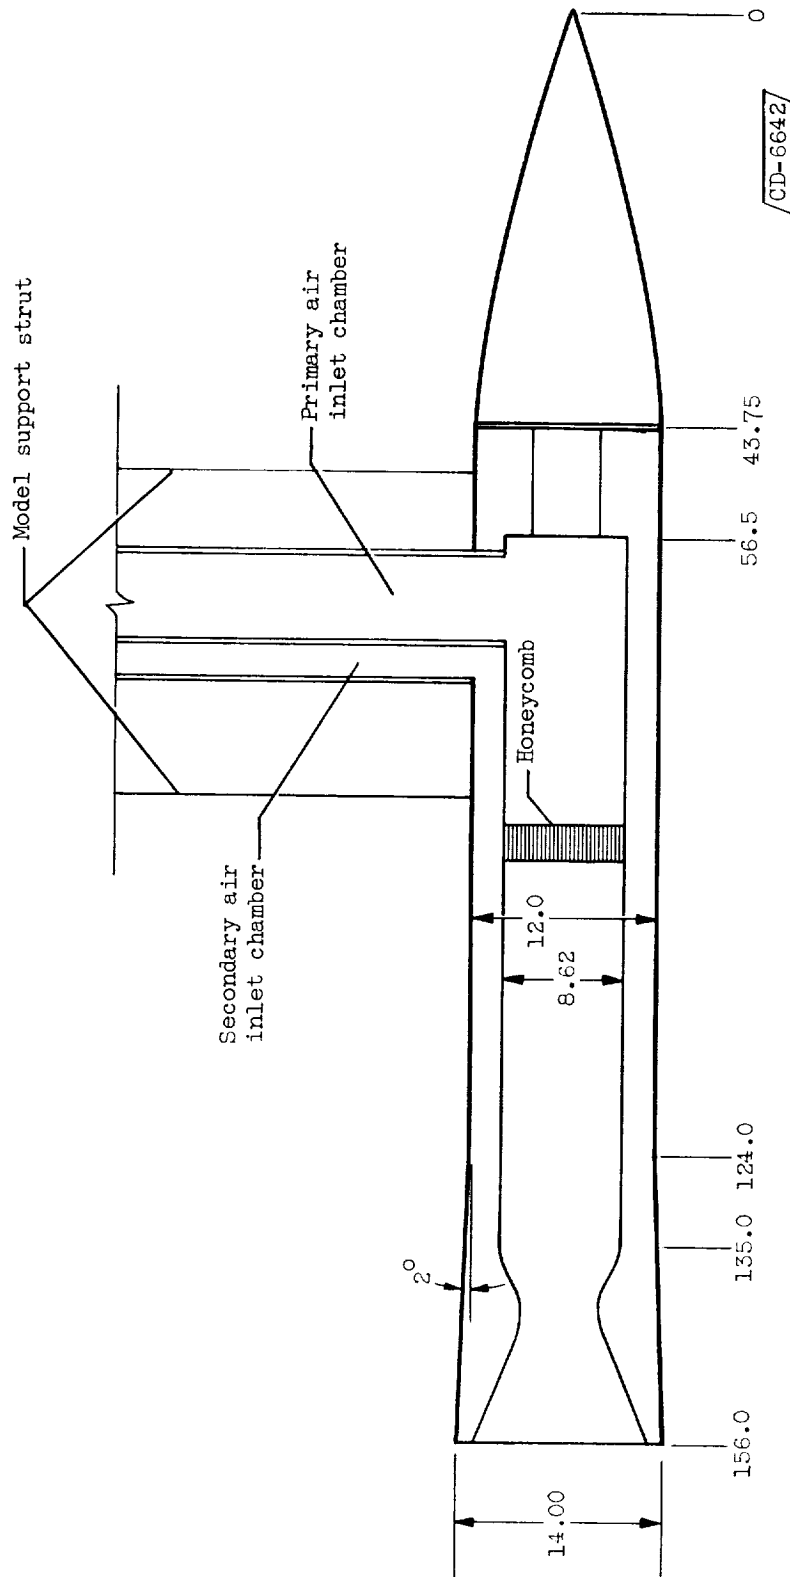 Model support strut
Primary air
inlet chamber
Secondary air
inlet chamber
Honeycomb
12.0
8.62
2°
14.00
156.0
135.0
124.0
56.5
43.75
0
/CD-6642/